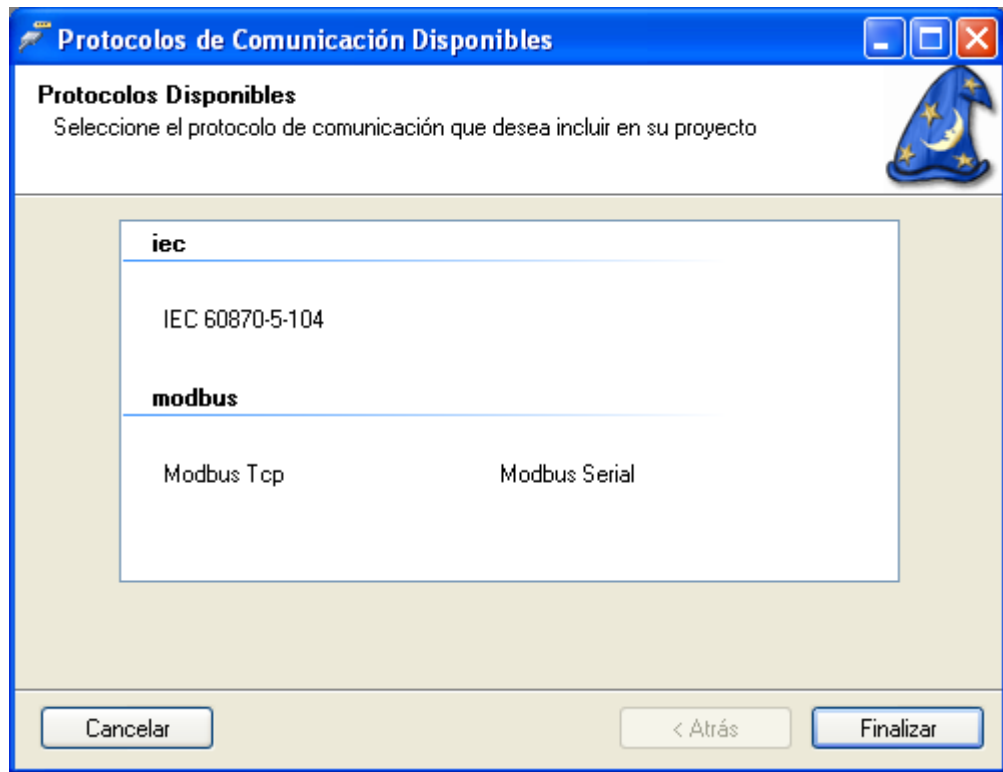 Protocolos de Comunicación Disponibles
Protocolos Disponibles
Seleccione el protocolo de comunicación que desea incluir en su proyecto
iec
IEC 60870-5-104
modbus
Modbus Tcp Modbus Serial
Cancelar < Atrás Finalizar